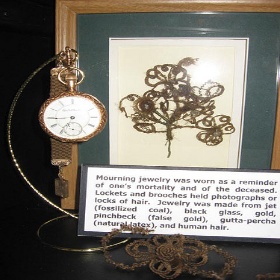 Mourning jewelry was worn as a reminder
of one's mortality and of the deceased.
Lockets and brooches held photographs or
locks of hair. Jewelry was made from jet
(fossilized coal), black glass, gold,
pinchbeck (false gold), gutta-percha
(natural latex), and human hair.